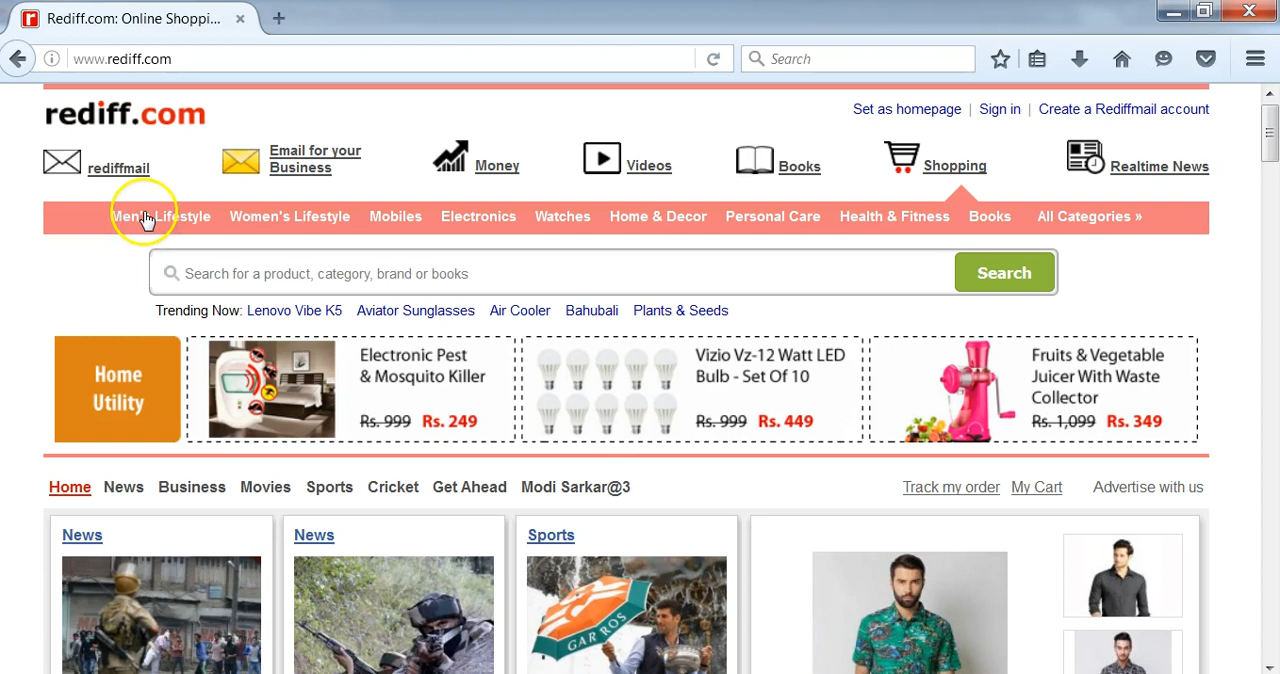 Rediff.com: Online Shoppi...
www.rediff.com
Search
rediff.com
Set as homepage | Sign in | Create a Rediffmail account
rediffmail
Email for your
Business
Money
Videos
Books
Shopping
Realtime News
Men's Lifestyle Women's Lifestyle Mobiles Electronics Watches Home & Decor Personal Care Health & Fitness Books All Categories »
Search for a product, category, brand or books
Search
Trending Now: Lenovo Vibe K5 Aviator Sunglasses Air Cooler Bahubali Plants & Seeds
Home
Utility
Electronic Pest
& Mosquito Killer
Rs. 999 Rs. 249
Vizio Vz-12 Watt LED
Bulb - Set Of 10
Rs. 999 Rs. 449
Fruits & Vegetable
Juicer With Waste
Collector
Rs. 1,099 Rs. 349
Home News Business Movies Sports Cricket Get Ahead Modi Sarkar@3
Track my order My Cart Advertise with us
News
News
Sports
GARROS